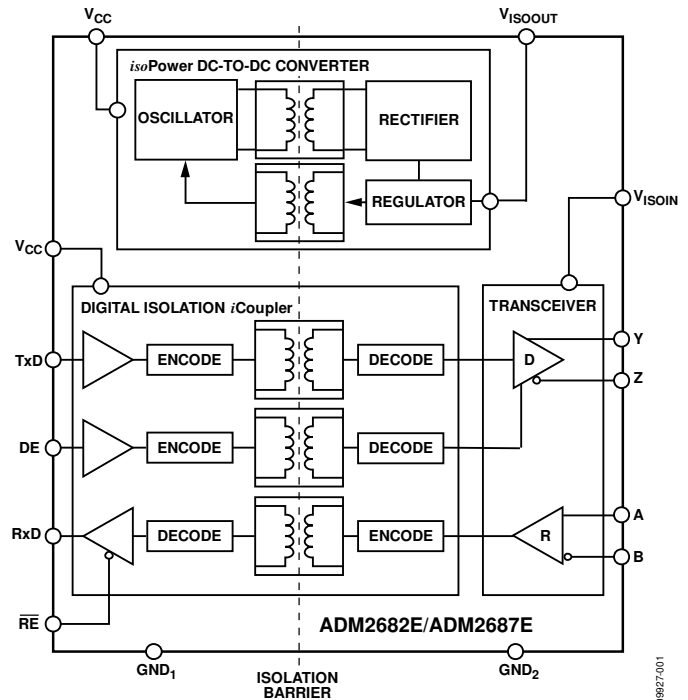 VCC
VISOOUT
isoPower DC-TO-DC CONVERTER
OSCILLATOR
RECTIFIER
REGULATOR
VISOIN
VCC
DIGITAL ISOLATION iCoupler
TRANSCEIVER
TxD
ENCODE
DECODE
D
Y
Z
DE
ENCODE
DECODE
RxD
DECODE
ENCODE
R
A
B
RE
ADM2682E/ADM2687E
GND1
ISOLATION
BARRIER
GND2
09927-001